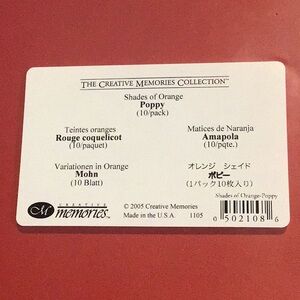 THE CREATIVE MEMORIES COLLECTION™
Shades of Orange
Poppy
(10/pack)
Teintes oranges
Rouge coquelicot
(10/paquet)
Matices de Naranja
Amapola
(10/pqte.)
Variationen in Orange
Mohn
(10 Blatt)
オレンジ シェイド
ポピー
(1パック10枚入り)
Shades of Orange-Poppy
M
CREATIVE
memories
© 2005 Creative Memories
Made in the U.S.A. 1105
0 502108 6